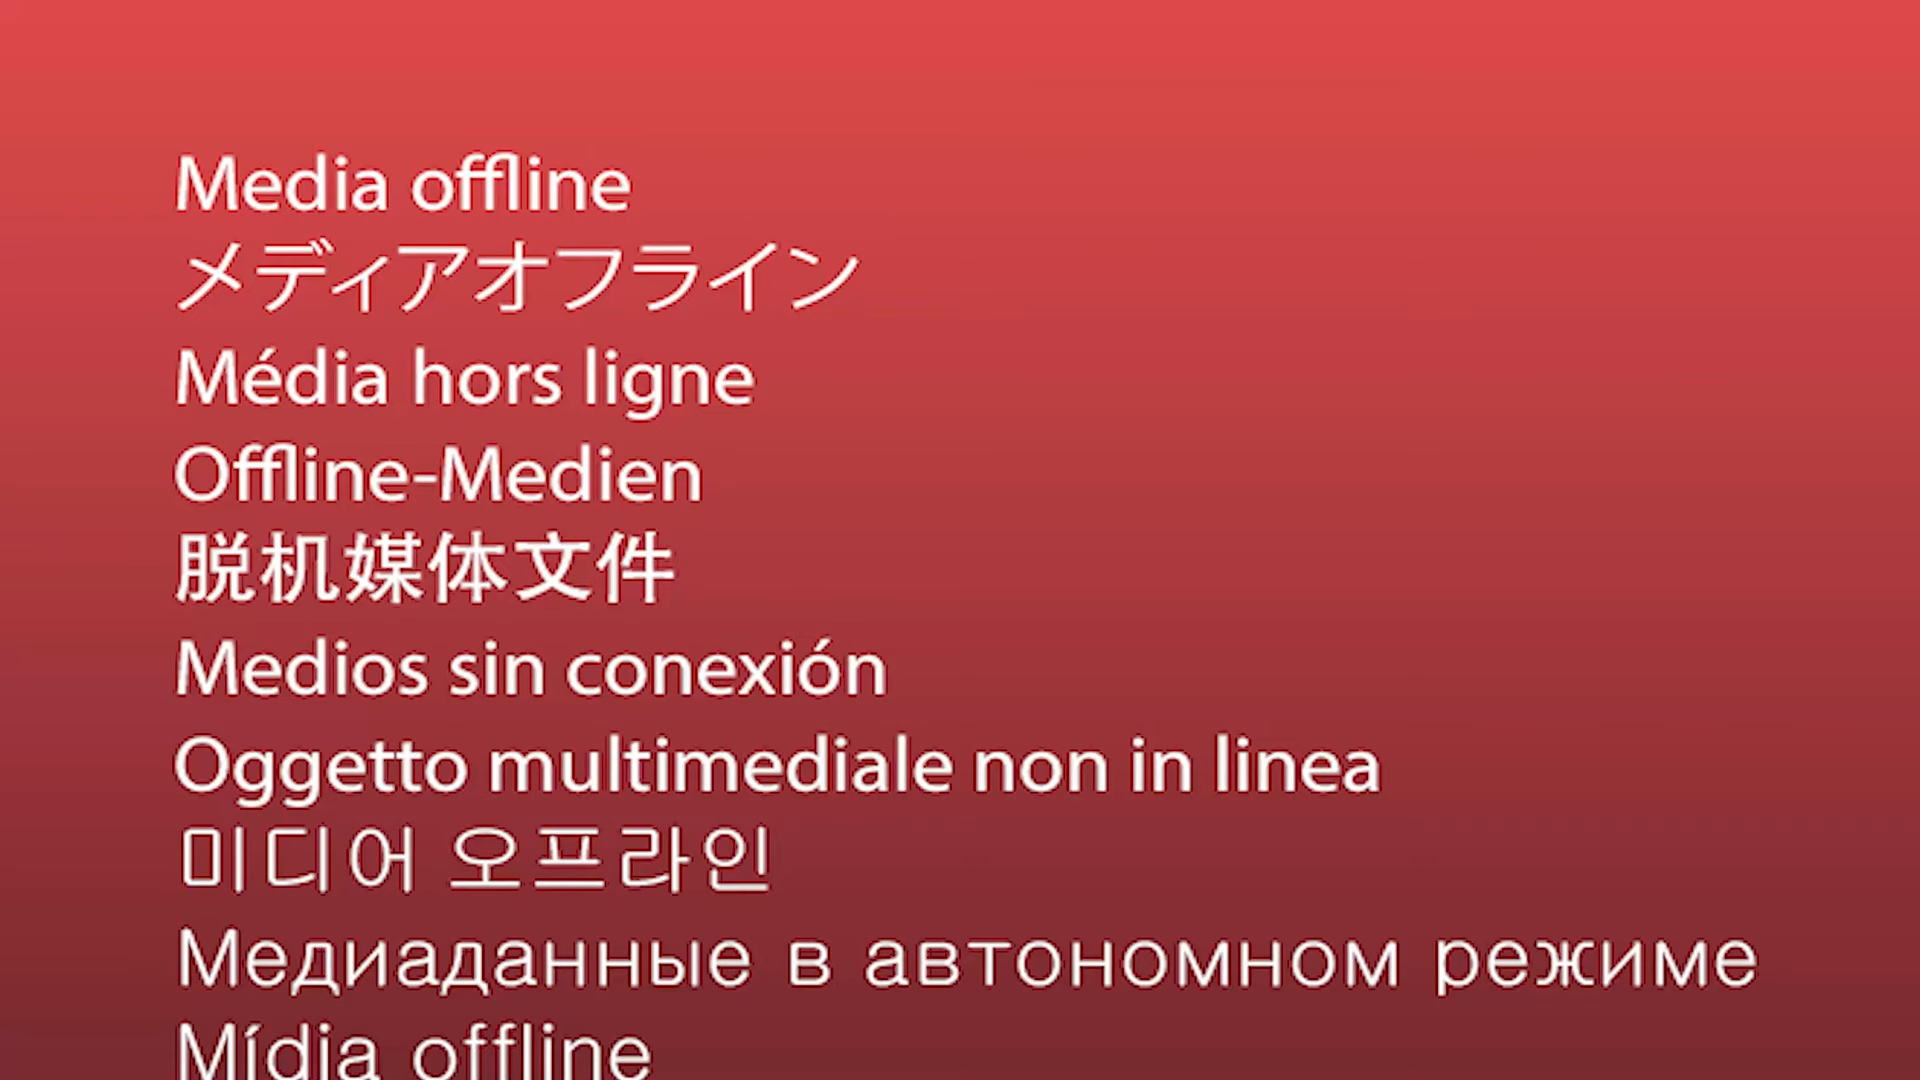 Media offline
メディアオフライン
Média hors ligne
Offline-Medien
脱机媒体文件
Medios sin conexión
Oggetto multimediale non in linea
미디어 오프라인
Медиаданные в автономном режиме
Mídia offline